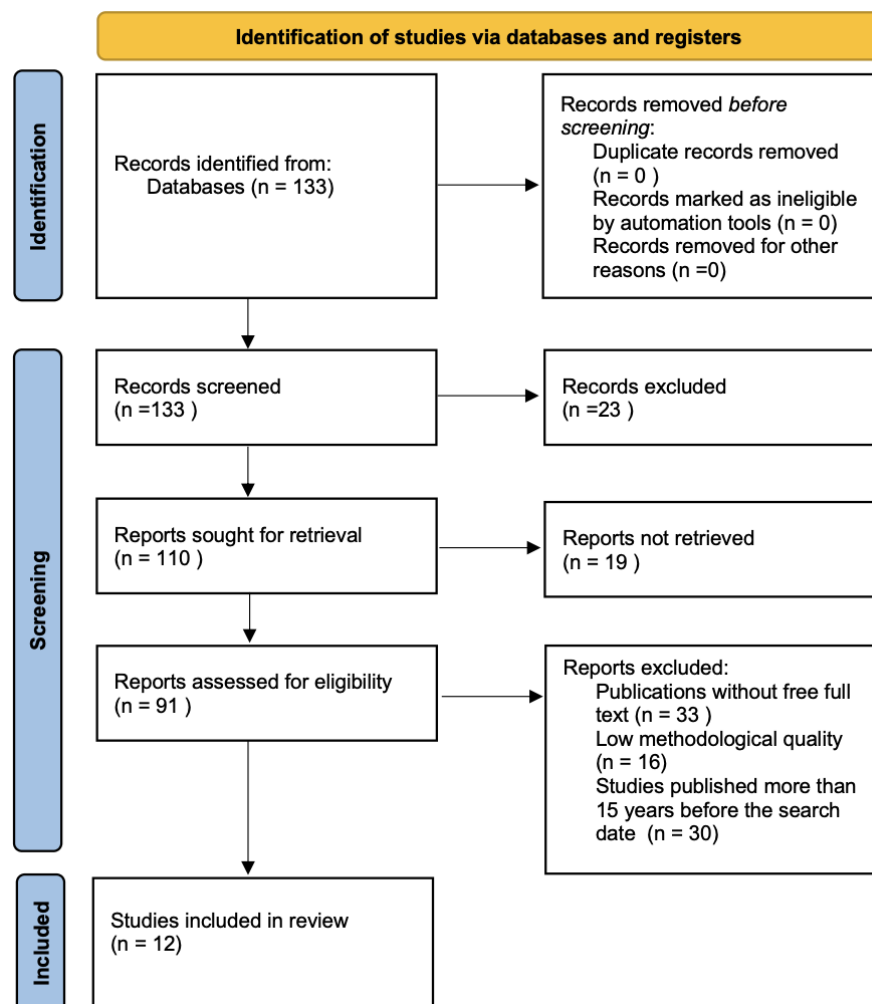 Identification of studies via databases and registers
Identification
Records identified from:
Databases (n = 133)
Records removed before
screening:
Duplicate records removed
(n = 0 )
Records marked as ineligible
by automation tools (n = 0)
Records removed for other
reasons (n =0)
Screening
Records screened
(n =133 )
Records excluded
(n =23 )
Reports sought for retrieval
(n = 110 )
Reports not retrieved
(n = 19 )
Reports assessed for eligibility
(n = 91 )
Reports excluded:
Publications without free full
text (n = 33 )
Low methodological quality
(n = 16)
Studies published more than
15 years before the search
date  (n = 30)
Included
Studies included in review
(n = 12)